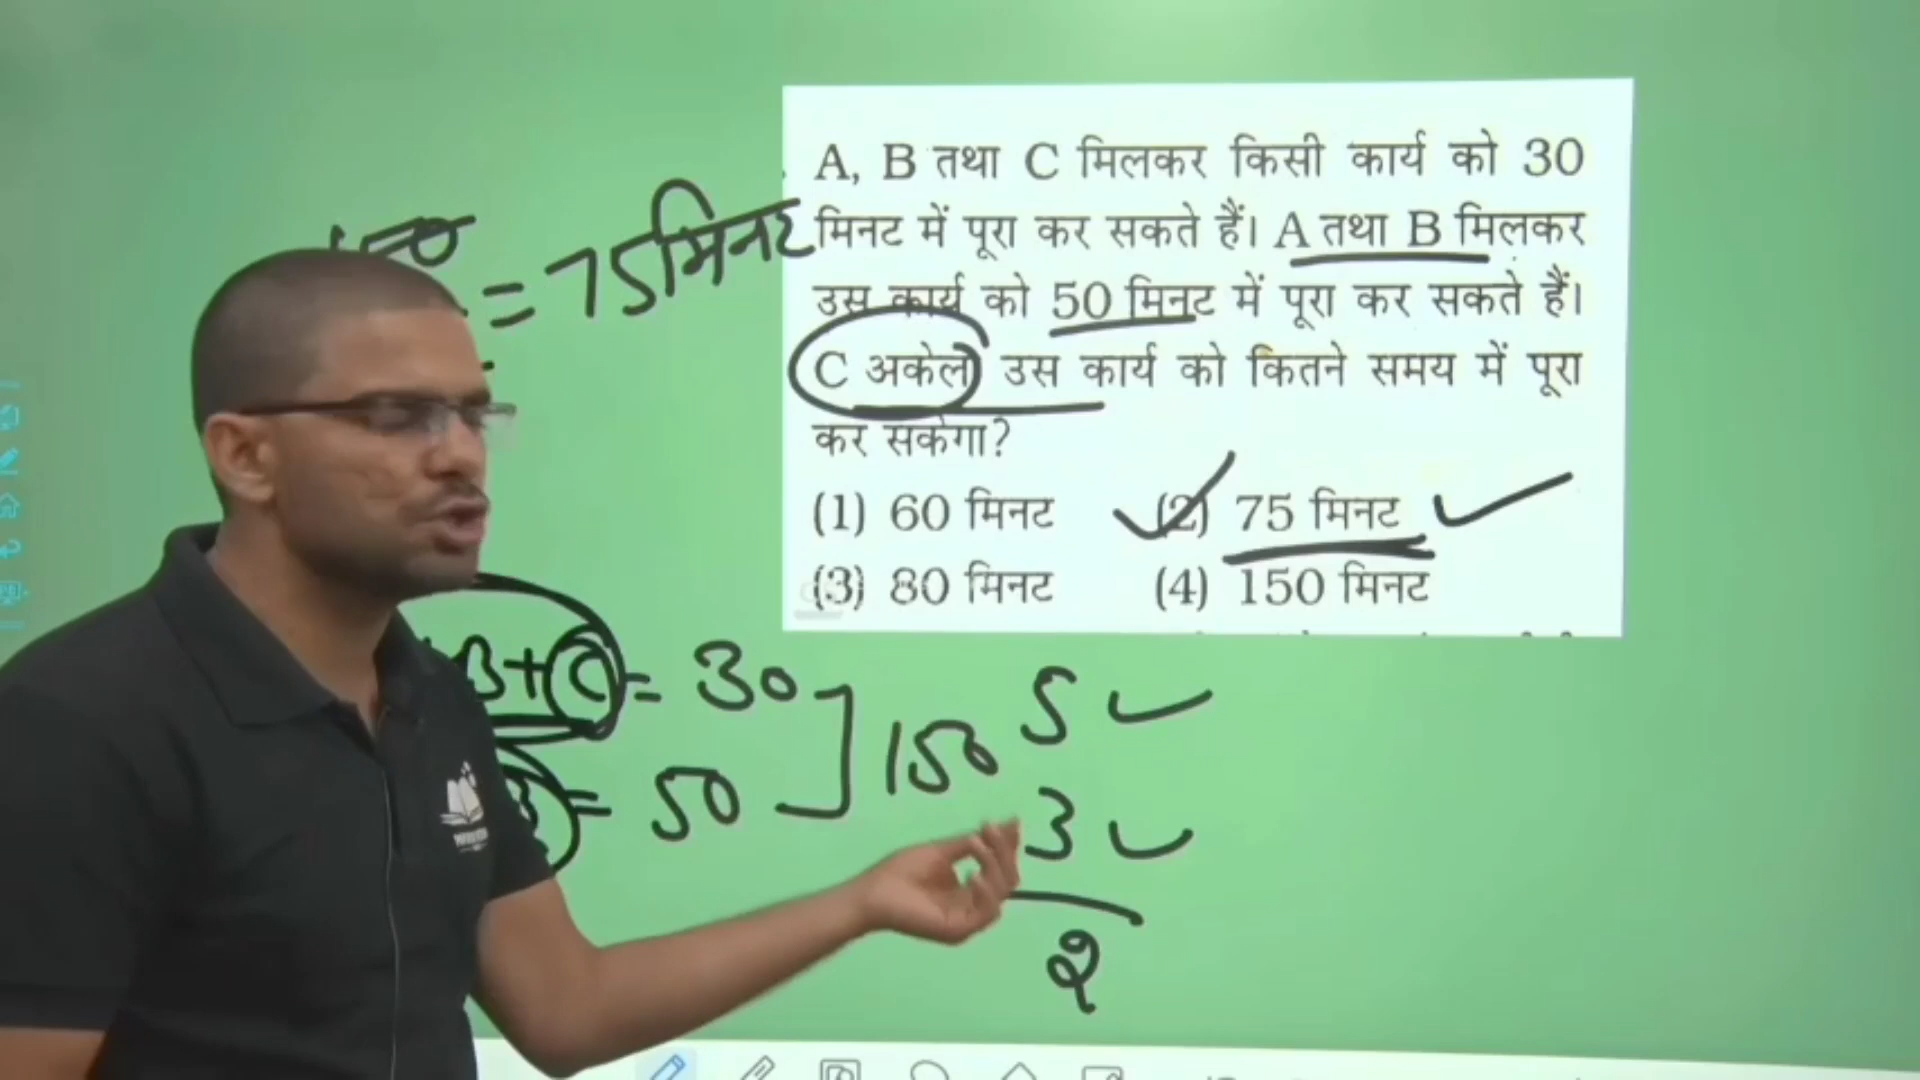 = 75 मिनट
A, B तथा C मिलकर किसी कार्य को 30
मिनट में पूरा कर सकते हैं। A तथा B मिलकर
उस कार्य को 50 मिनट में पूरा कर सकते हैं।
C अकेले उस कार्य को कितने समय में पूरा
कर सकेगा?
(1) 60 मिनट (2) 75 मिनट
(3) 80 मिनट (4) 150 मिनट
B+C = 30
= 50
150
5
3
२